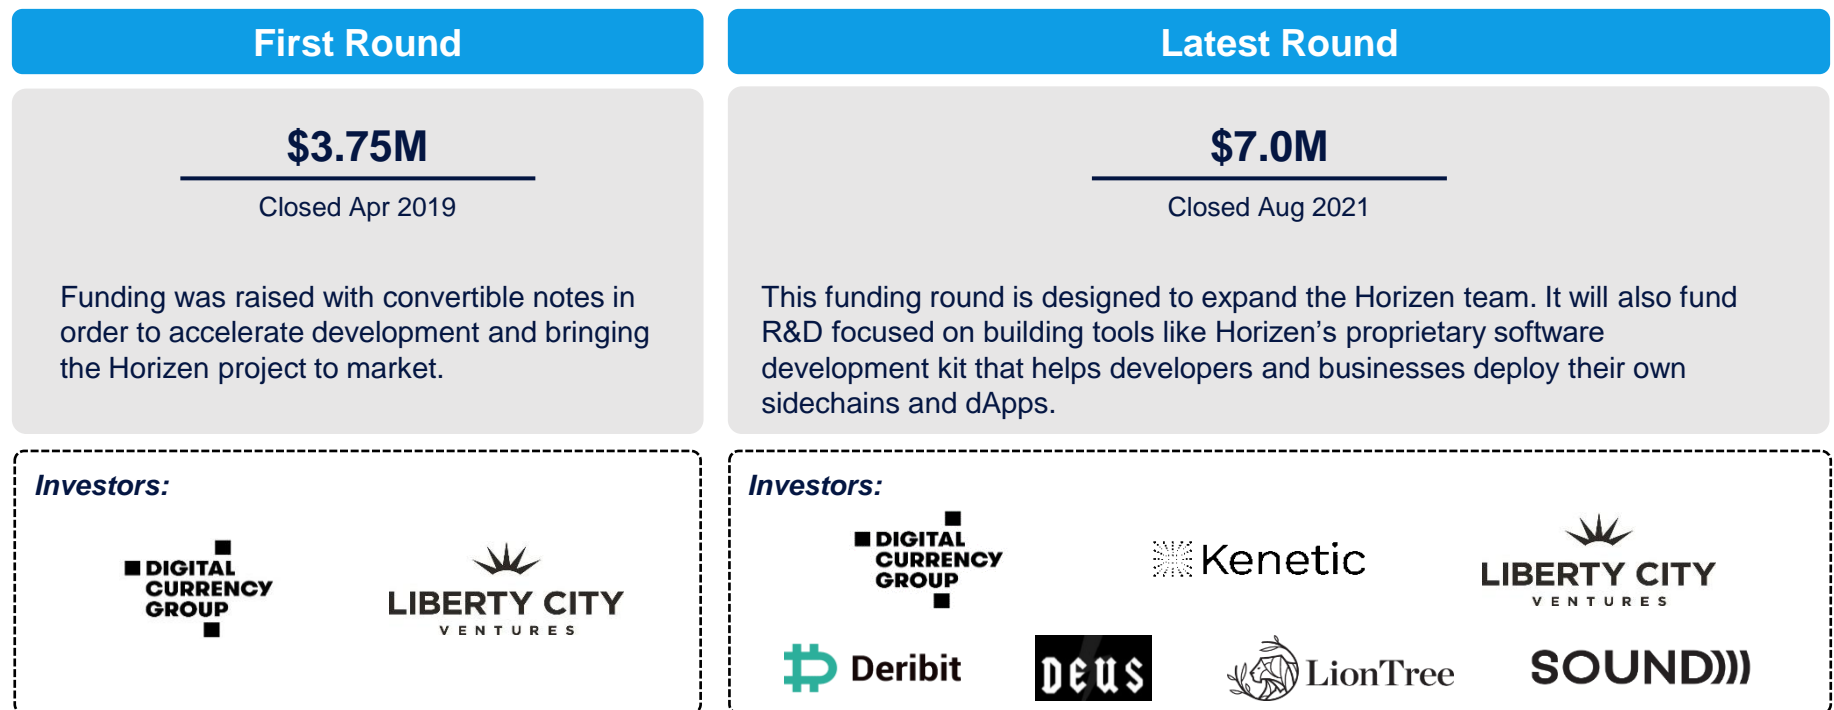 First Round
$3.75M
Closed Apr 2019
Funding was raised with convertible notes in
order to accelerate development and bringing
the Horizen project to market.
Investors:
DIGITAL
CURRENCY
GROUP
LIBERTY CITY
VENTURES
Latest Round
$7.0M
Closed Aug 2021
This funding round is designed to expand the Horizen team. It will also fund
R&D focused on building tools like Horizen’s proprietary software
development kit that helps developers and businesses deploy their own
sidechains and dApps.
Investors:
DIGITAL
CURRENCY
GROUP
Kenetic
LIBERTY CITY
VENTURES
Deribit
DEUS
LionTree
SOUND)))